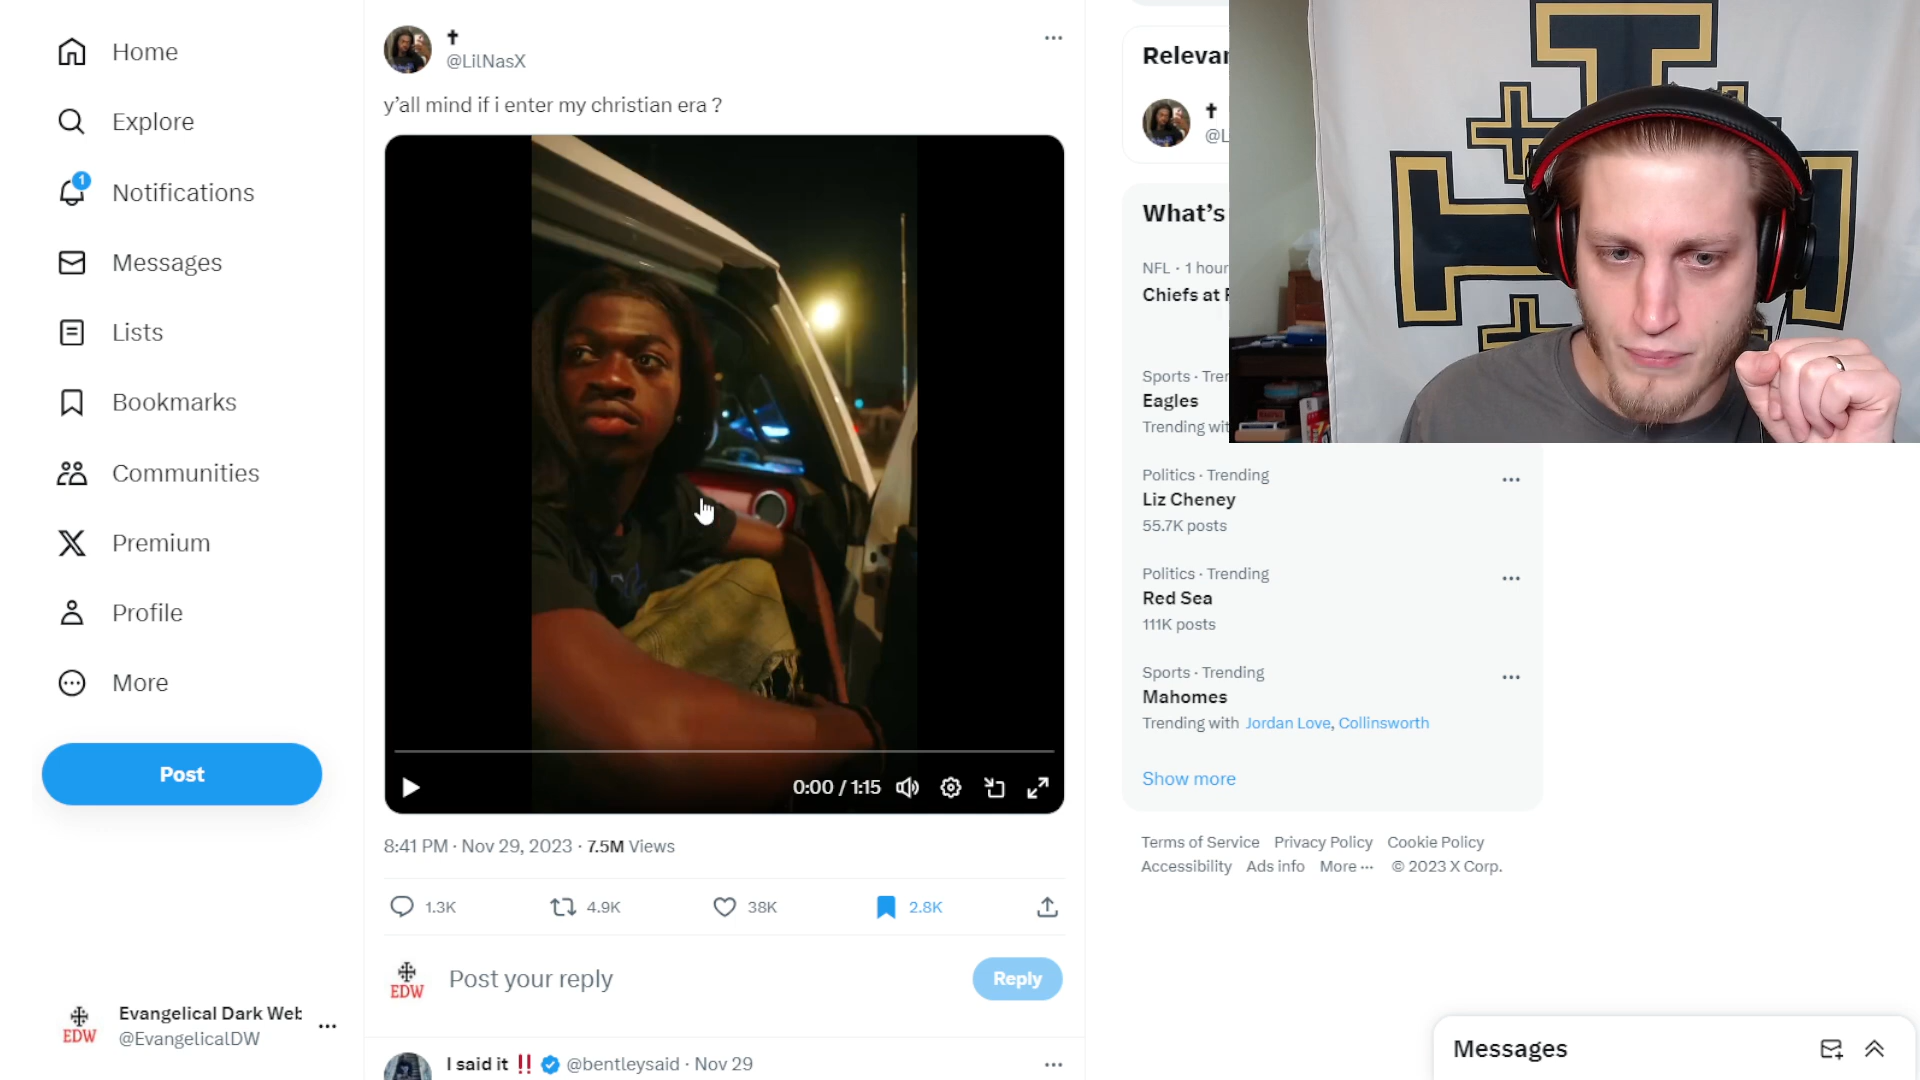 Home
Explore
1
Notifications
Messages
Lists
Bookmarks
Communities
Premium
Profile
More
Post
EDW
Evangelical Dark Web
@EvangelicalDW
@LilNasX
y'all mind if i enter my christian era ?
0:00 / 1:15
8:41 PM · Nov 29, 2023 · 7.5M Views
1.3K 4.9K 38K 2.8K
EDW
Post your reply
Reply
I said it ‼ @bentleysaid · Nov 29
@L
What's
NFL · 1 hour
Chiefs at
Sports ·
Eagles
Trending
Politics · Trending
Liz Cheney
55.7K posts
Politics · Trending
Red Sea
111K posts
Sports · Trending
Mahomes
Trending with Jordan Love, Collinsworth
Show more
Terms of Service Privacy Policy Cookie Policy
Accessibility Ads info More ··· © 2023 X Corp.
Messages